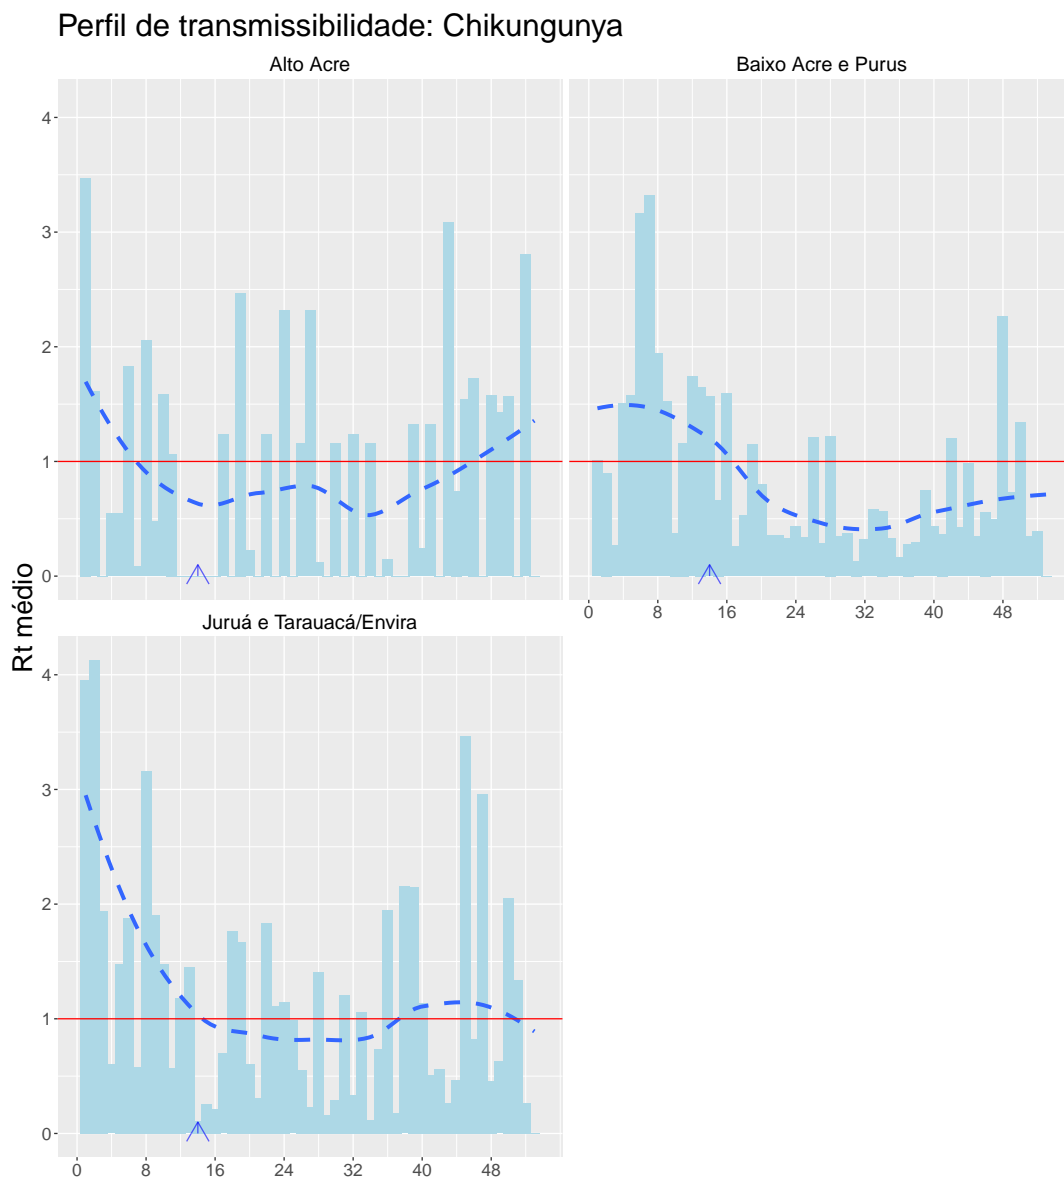 Perfil de transmissibilidade: Chikungunya
Alto Acre
Baixo Acre e Purus
4
3
2
1
0
0 8 16 24 32 40 48
Rt médio
Juruá e Tarauacá/Envira
4
3
2
1
0
0 8 16 24 32 40 48